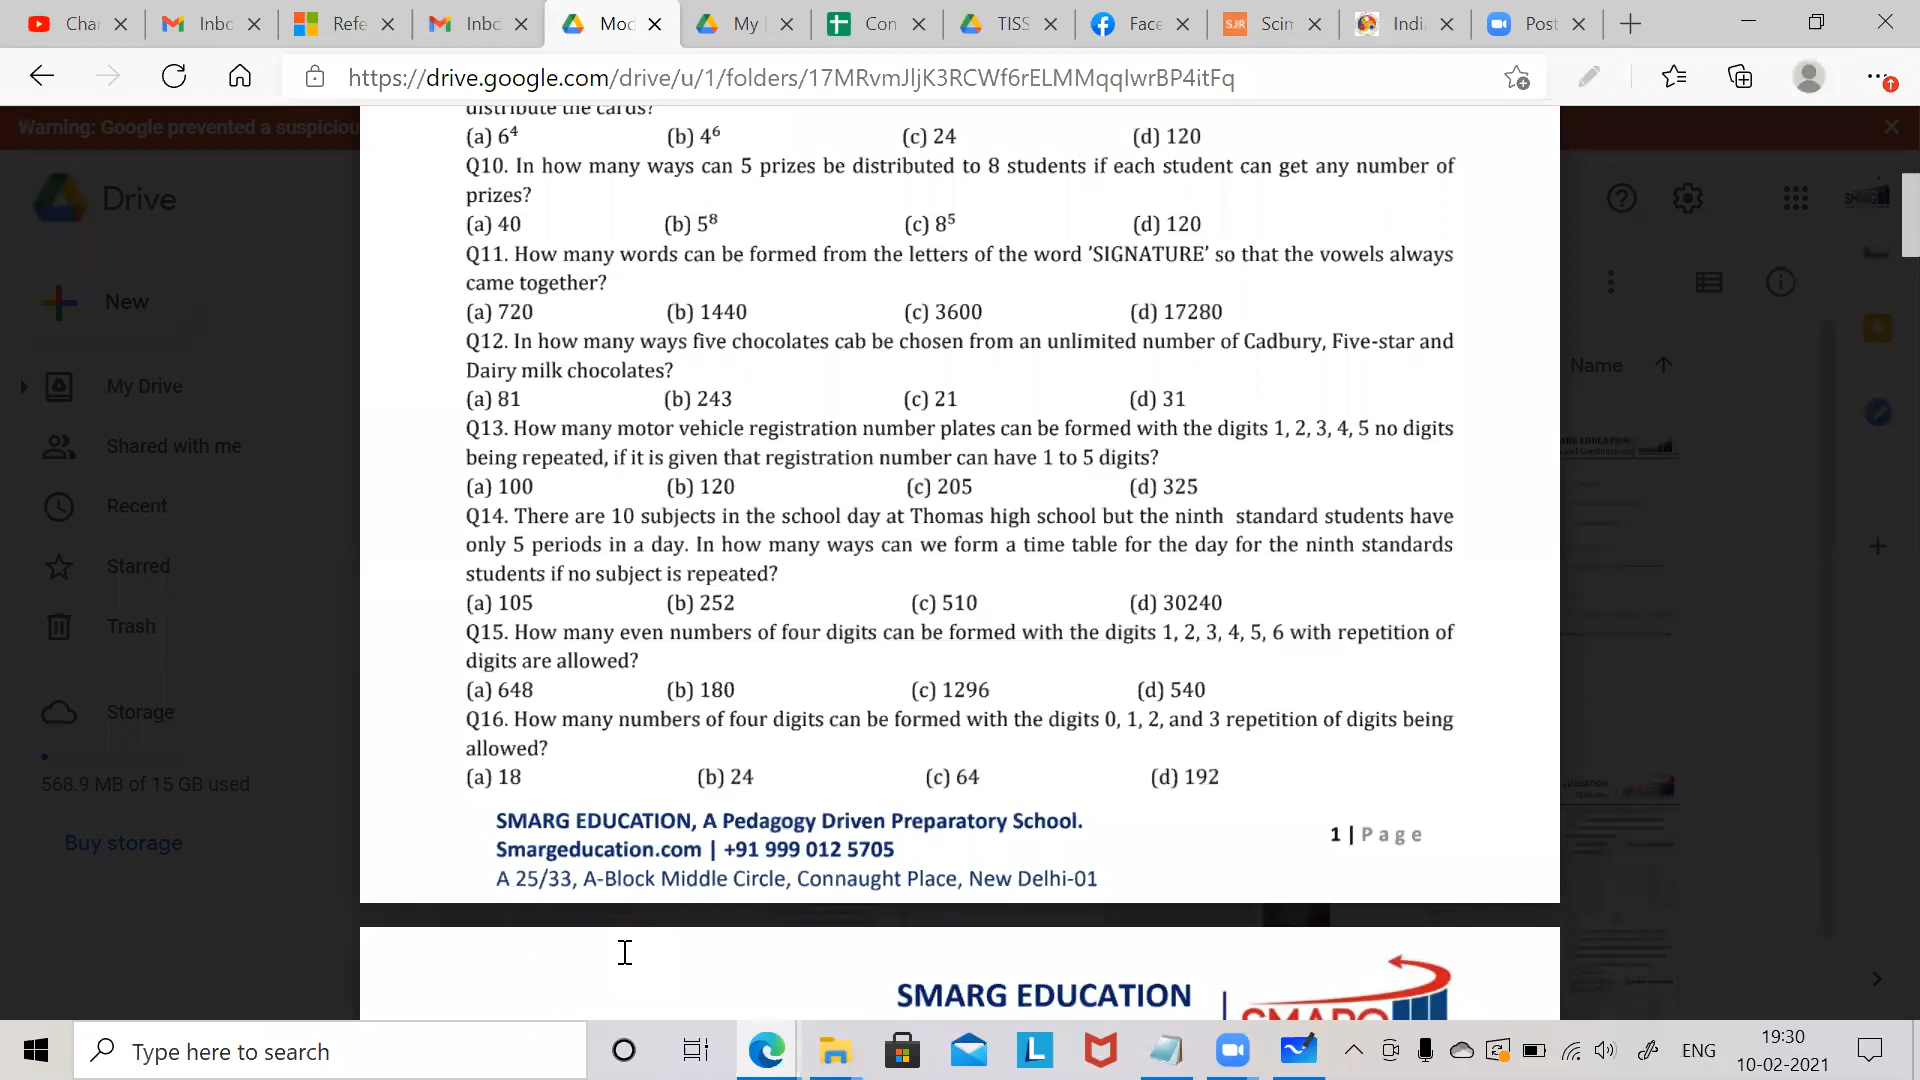 Char
Inbc
Refe
Inbc
Moc
My
Con
TISS
Face
SJR
Scin
Indi
Post
https://drive.google.com/drive/u/1/folders/17MRvmJljK3RCWf6rELMMqqIwrBP4itFq
Warning: Google prevented a suspiciou
Drive
New
My Drive
Shared with me
Recent
Starred
Trash
Storage
568.9 MB of 15 GB used
Buy storage
Name
distribute the cards?
(a) 6⁴ (b) 4⁶ (c) 24 (d) 120
Q10. In how many ways can 5 prizes be distributed to 8 students if each student can get any number of
prizes?
(a) 40 (b) 5⁸ (c) 8⁵ (d) 120
Q11. How many words can be formed from the letters of the word 'SIGNATURE' so that the vowels always
came together?
(a) 720 (b) 1440 (c) 3600 (d) 17280
Q12. In how many ways five chocolates cab be chosen from an unlimited number of Cadbury, Five-star and
Dairy milk chocolates?
(a) 81 (b) 243 (c) 21 (d) 31
Q13. How many motor vehicle registration number plates can be formed with the digits 1, 2, 3, 4, 5 no digits
being repeated, if it is given that registration number can have 1 to 5 digits?
(a) 100 (b) 120 (c) 205 (d) 325
Q14. There are 10 subjects in the school day at Thomas high school but the ninth standard students have
only 5 periods in a day. In how many ways can we form a time table for the day for the ninth standards
students if no subject is repeated?
(a) 105 (b) 252 (c) 510 (d) 30240
Q15. How many even numbers of four digits can be formed with the digits 1, 2, 3, 4, 5, 6 with repetition of
digits are allowed?
(a) 648 (b) 180 (c) 1296 (d) 540
Q16. How many numbers of four digits can be formed with the digits 0, 1, 2, and 3 repetition of digits being
allowed?
(a) 18 (b) 24 (c) 64 (d) 192
SMARG EDUCATION, A Pedagogy Driven Preparatory School.
Smargeducation.com | +91 999 012 5705
A 25/33, A-Block Middle Circle, Connaught Place, New Delhi-01
1 | Page
SMARG EDUCATION
Type here to search
ENG
19:30
10-02-2021